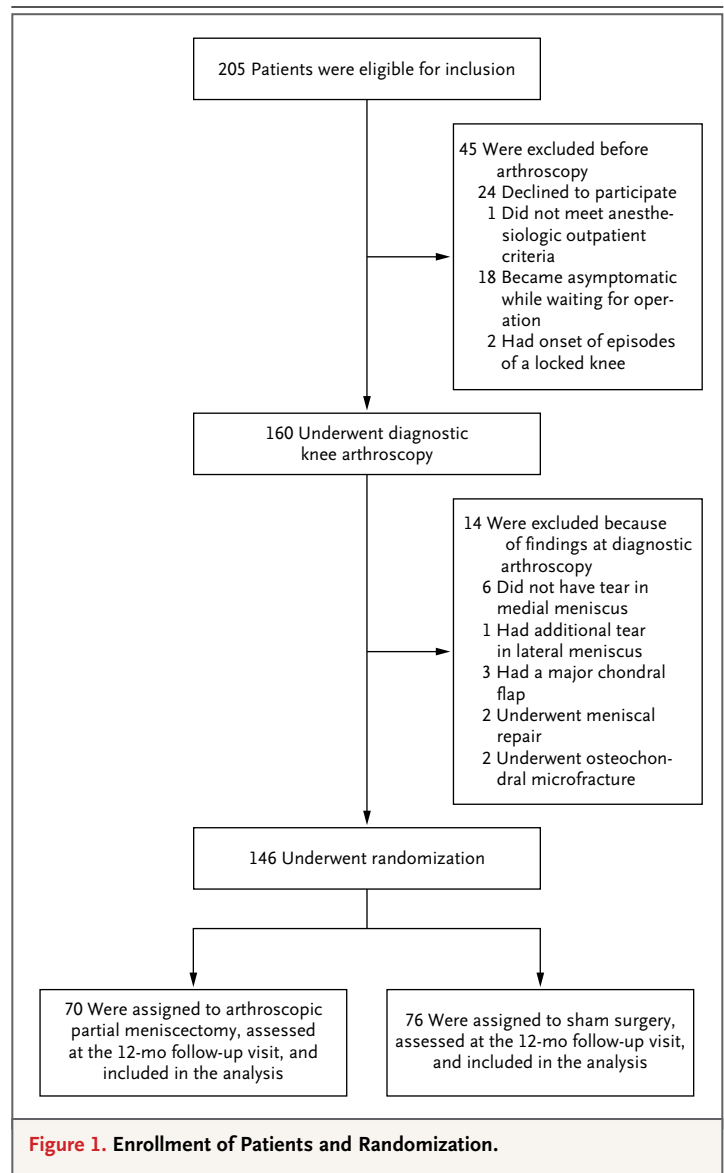 205 Patients were eligible for inclusion
45 Were excluded before
arthroscopy
24 Declined to participate
1 Did not meet anesthe-
siologic outpatient
criteria
18 Became asymptomatic
while waiting for oper-
ation
2 Had onset of episodes
of a locked knee
160 Underwent diagnostic
knee arthroscopy
14 Were excluded because
of findings at diagnostic
arthroscopy
6 Did not have tear in
medial meniscus
1 Had additional tear
in lateral meniscus
3 Had a major chondral
flap
2 Underwent meniscal
repair
2 Underwent osteochon-
dral microfracture
146 Underwent randomization
70 Were assigned to arthroscopic
partial meniscectomy, assessed
at the 12-mo follow-up visit, and
included in the analysis
76 Were assigned to sham surgery,
assessed at the 12-mo follow-up visit,
and included in the analysis
Figure 1. Enrollment of Patients and Randomization.